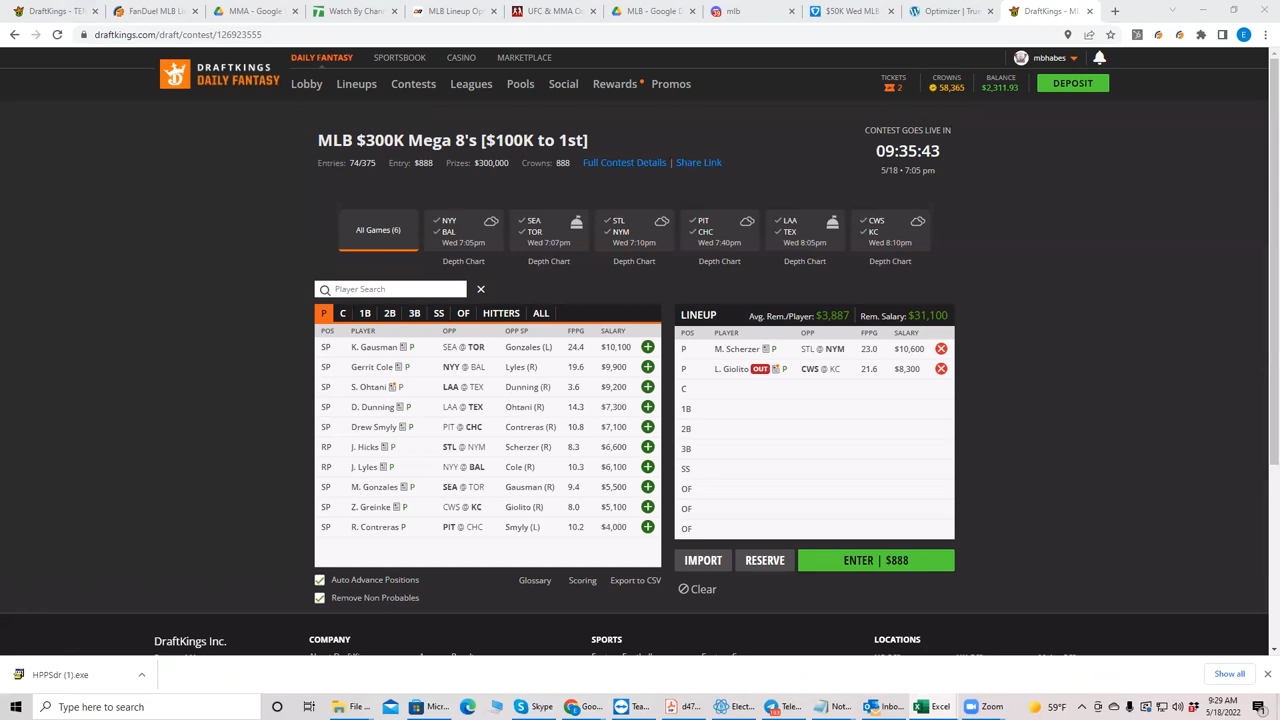 DraftKings - TEN
FanDuel MLB Li
MMA - Google
Watch By Chann
MLB Lineup Op
UFC & MMA O
MLB - Google D
mlb
$50K Wed MLB
Optimizer | True
DraftKings - ML
draftkings.com/draft/contest/126923555
E
DRAFTKINGS
DAILY FANTASY
DAILY FANTASY SPORTSBOOK CASINO MARKETPLACE
mbhabes
Lobby Lineups Contests Leagues Pools Social Rewards Promos
TICKETS
2
CROWNS
58,365
BALANCE
$2,311.93
DEPOSIT
MLB $300K Mega 8's [$100K to 1st]
Entries: 74/375 Entry: $888 Prizes: $300,000 Crowns: 888 Full Contest Details | Share Link
CONTEST GOES LIVE IN
09:35:43
5/18 • 7:05 pm
All Games (6)
NYY
BAL
Wed 7:05pm
Depth Chart
SEA
TOR
Wed 7:07pm
Depth Chart
STL
NYM
Wed 7:10pm
Depth Chart
PIT
CHC
Wed 7:40pm
Depth Chart
LAA
TEX
Wed 8:05pm
Depth Chart
CWS
KC
Wed 8:10pm
Depth Chart
Player Search
P C 1B 2B 3B SS OF HITTERS ALL
POS PLAYER OPP OPP SP FPPG SALARY
SP K. Gausman P SEA @ TOR Gonzales (L) 24.4 $10,100
SP Gerrit Cole P NYY @ BAL Lyles (R) 19.6 $9,900
SP S. Ohtani P LAA @ TEX Dunning (R) 3.6 $9,200
SP D. Dunning P LAA @ TEX Ohtani (R) 14.3 $7,300
SP Drew Smyly P PIT @ CHC Contreras (R) 10.8 $7,100
RP J. Hicks P STL @ NYM Scherzer (R) 8.3 $6,600
RP J. Lyles P NYY @ BAL Cole (R) 10.3 $6,100
SP M. Gonzales P SEA @ TOR Gausman (R) 9.4 $5,500
SP Z. Greinke P CWS @ KC Giolito (R) 8.0 $5,100
SP R. Contreras P PIT @ CHC Smyly (L) 10.2 $4,000
Auto Advance Positions
Glossary Scoring Export to CSV
Remove Non Probables
LINEUP Avg. Rem./Player: $3,887 Rem. Salary: $31,100
POS PLAYER OPP FPPG SALARY
P M. Scherzer P STL @ NYM 23.0 $10,600
P L. Giolito OUT P CWS @ KC 21.6 $8,300
C
1B
2B
3B
SS
OF
OF
OF
IMPORT RESERVE ENTER | $888
Clear
DraftKings Inc.
COMPANY
SPORTS
LOCATIONS
HPPSdr (1).exe
Show all
Type here to search
File ...
Micr...
Skype
Goo...
Tea...
d47...
Elect...
Tele...
Not...
Inbo...
Excel
Zoom
59°F
9:29 AM
5/18/2022